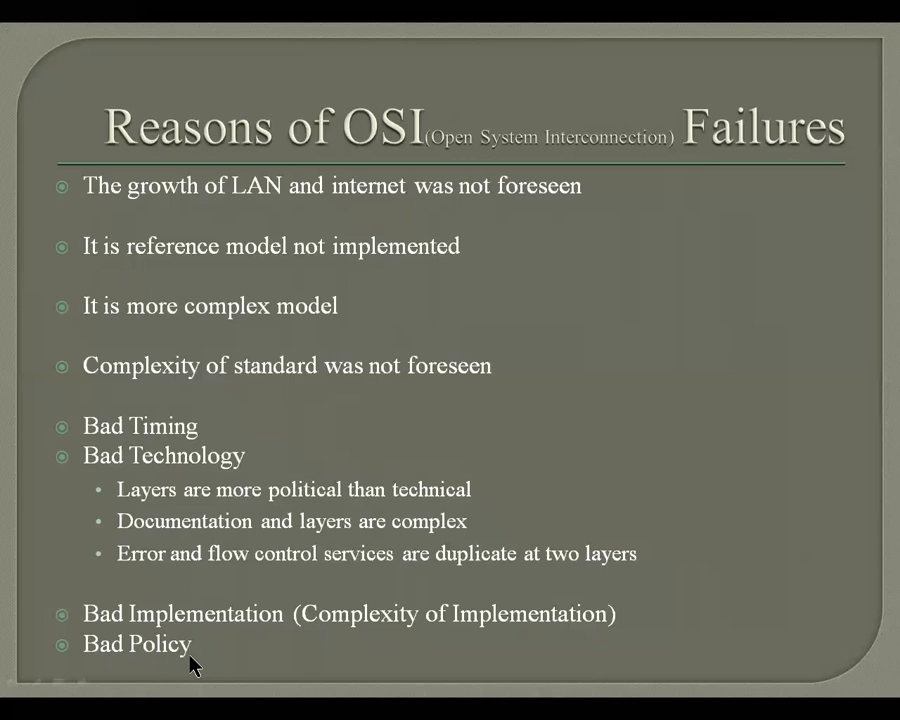 Reasons of OSI(Open System Interconnection) Failures
The growth of LAN and internet was not foreseen
It is reference model not implemented
It is more complex model
Complexity of standard was not foreseen
Bad Timing
Bad Technology
Layers are more political than technical
Documentation and layers are complex
Error and flow control services are duplicate at two layers
Bad Implementation (Complexity of Implementation)
Bad Policy